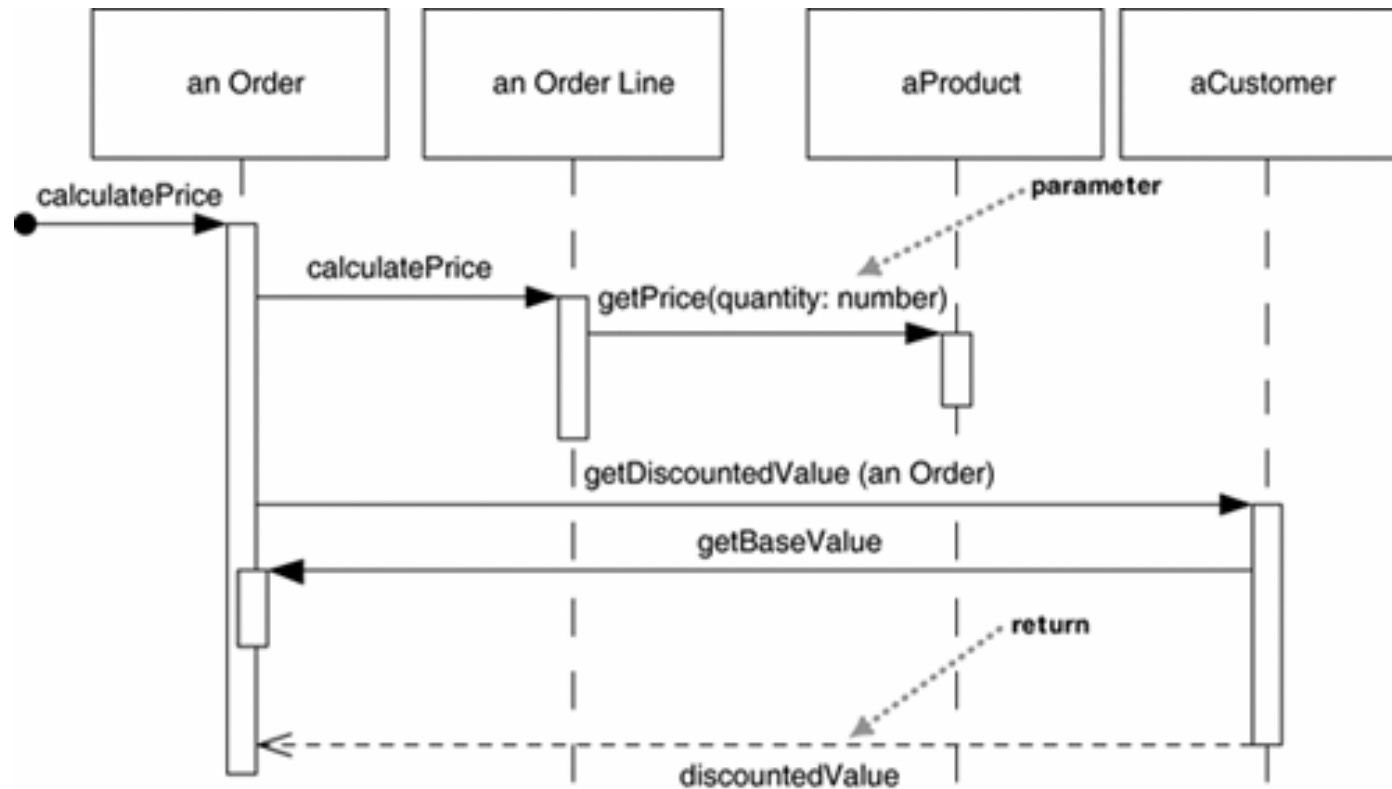 an Order
an Order Line
aProduct
aCustomer
calculatePrice
parameter
calculatePrice
getPrice(quantity: number)
getDiscountedValue (an Order)
getBaseValue
return
discountedValue